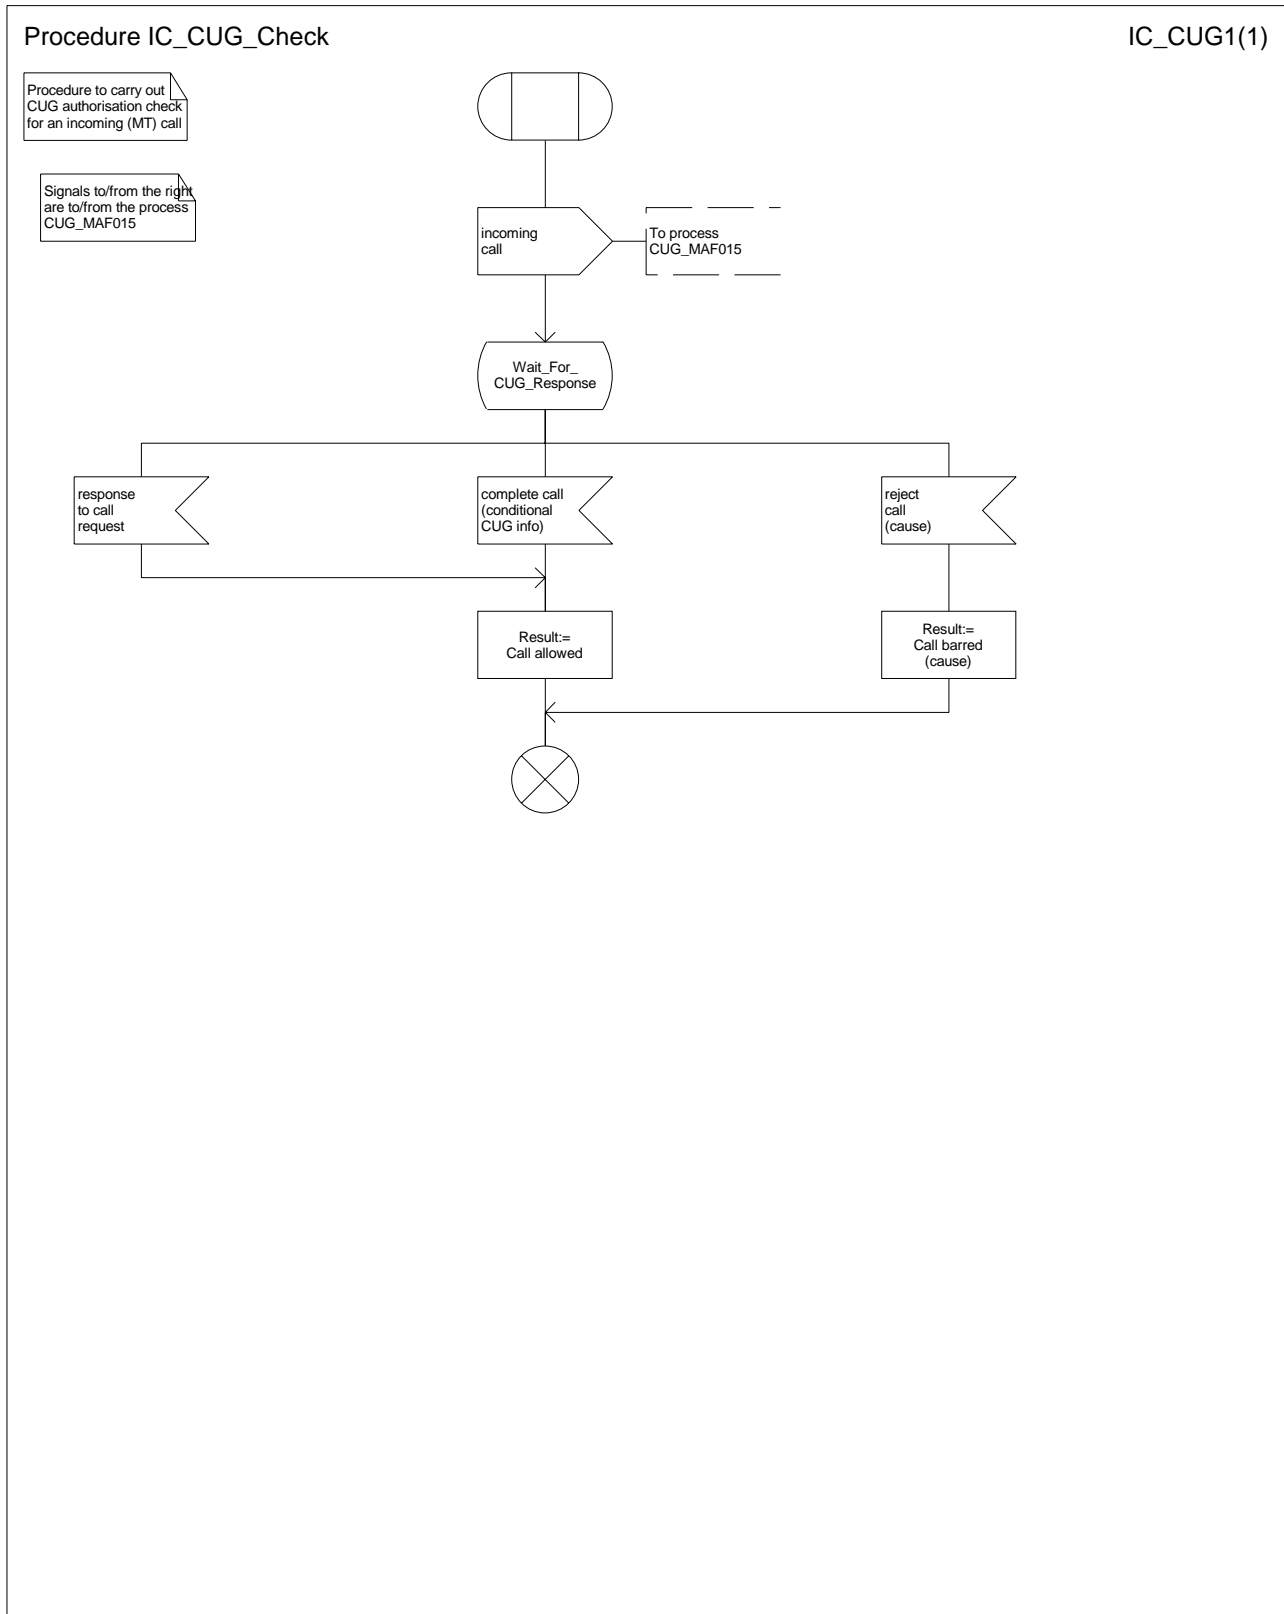 Procedure IC_CUG_Check
IC_CUG1(1)
Procedure to carry out
CUG authorisation check
for an incoming (MT) call
Signals to/from the right
are to/from the process
CUG_MAF015
incoming
call
To process
CUG_MAF015
Wait_For_
CUG_Response
response
to call
request
complete call
(conditional
CUG info)
reject
call
(cause)
Result:=
Call allowed
Result:=
Call barred
(cause)